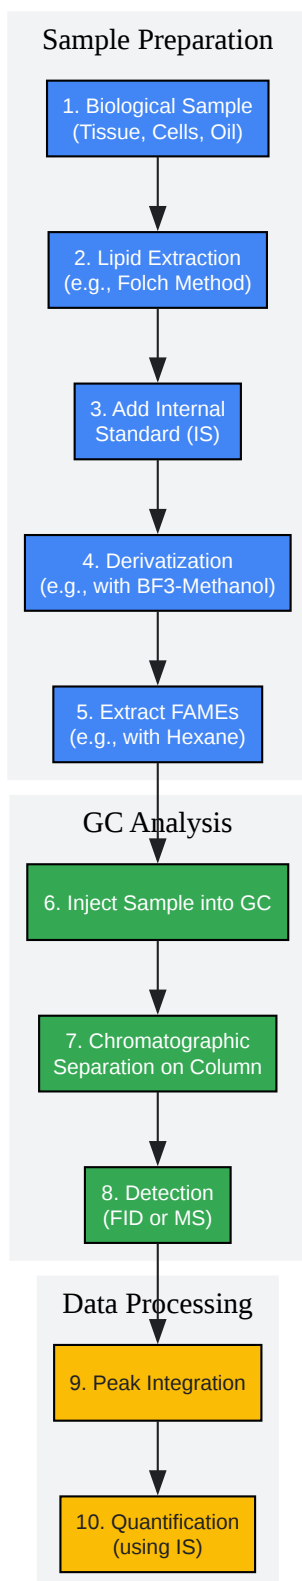 Sample Preparation
1. Biological Sample
(Tissue, Cells, Oil)
2. Lipid Extraction
(e.g., Folch Method)
3. Add Internal
Standard (IS)
4. Derivatization
(e.g., with BF3-Methanol)
5. Extract FAMEs
(e.g., with Hexane)
GC Analysis
6. Inject Sample into GC
7. Chromatographic
Separation on Column
8. Detection
(FID or MS)
Data Processing
9. Peak Integration
10. Quantification
(using IS)